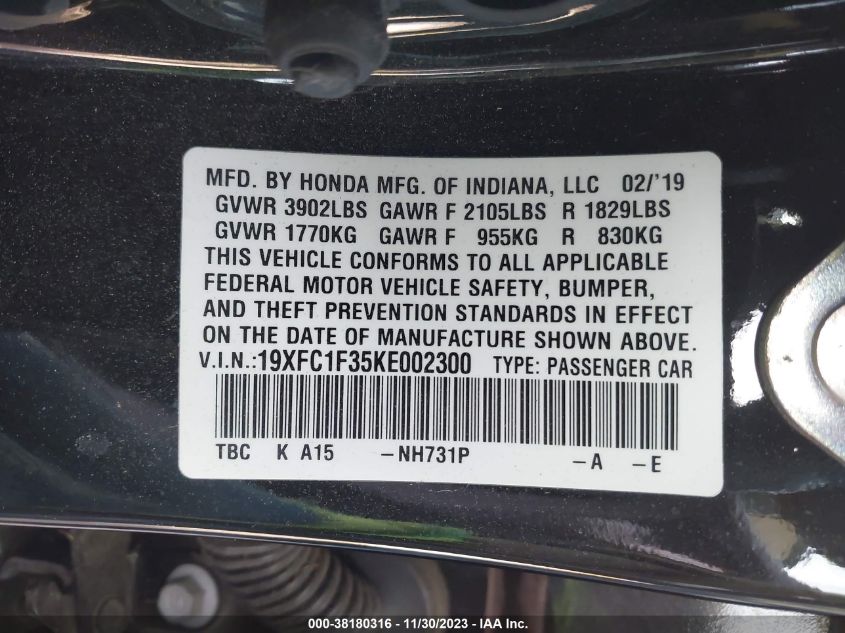 MFD. BY HONDA MFG. OF INDIANA, LLC 02/'19
GVWR 3902LBS GAWR F 2105LBS R 1829LBS
GVWR 1770KG GAWR F 955KG R 830KG
THIS VEHICLE CONFORMS TO ALL APPLICABLE
FEDERAL MOTOR VEHICLE SAFETY, BUMPER,
AND THEFT PREVENTION STANDARDS IN EFFECT
ON THE DATE OF MANUFACTURE SHOWN ABOVE.
V.I.N.:19XFC1F35KE002300 TYPE: PASSENGER CAR
TBC K A15 -NH731P -A -E
000-38180316 - 11/30/2023 - IAA Inc.